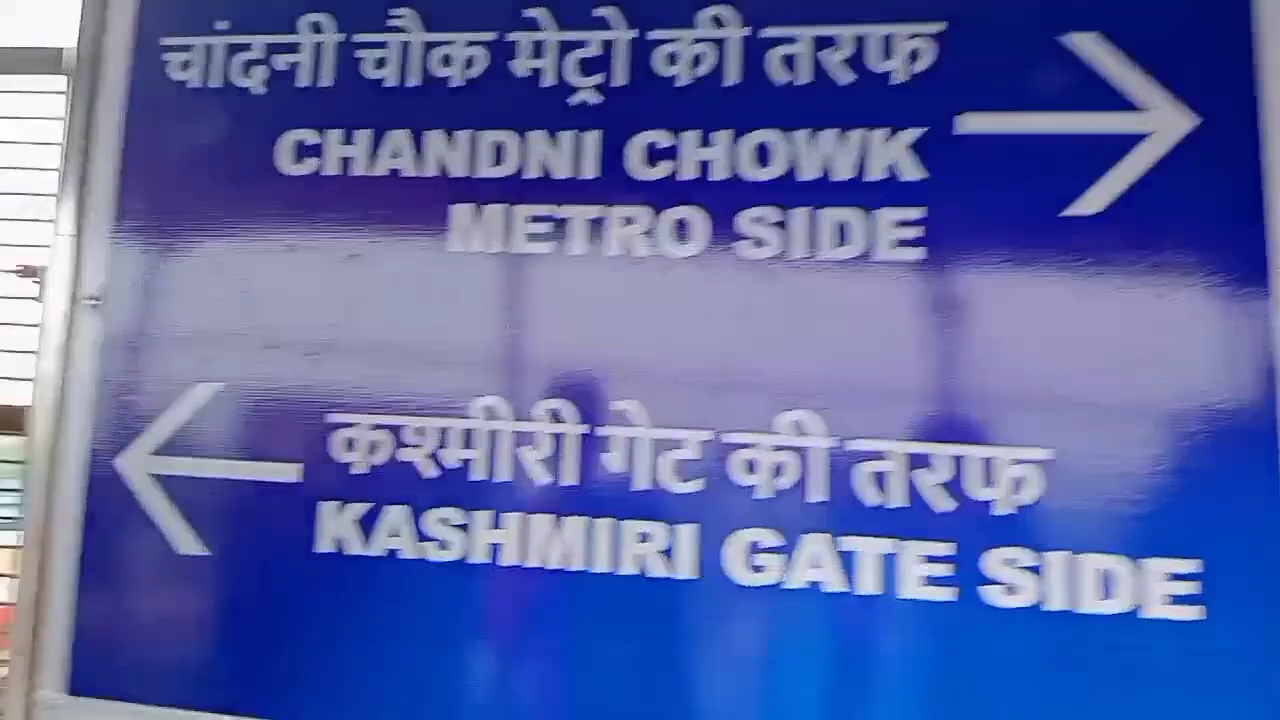 चांदनी चौक मेट्रो की तरफ
CHANDNI CHOWK
METRO SIDE
कश्मीरी गेट की तरफ
KASHMIRI GATE SIDE